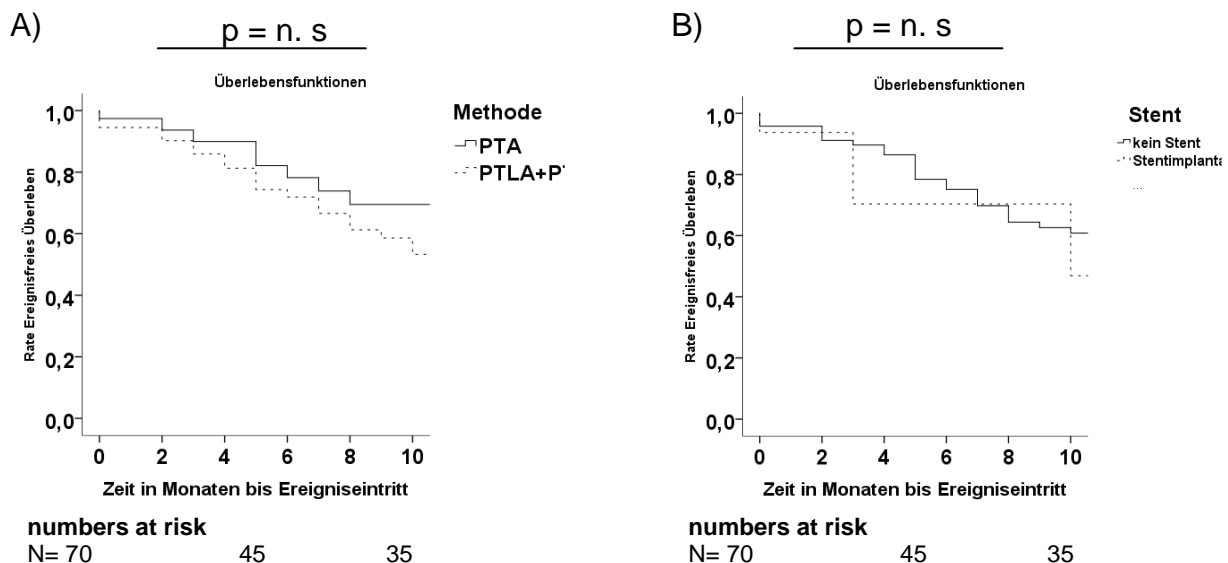 A)
p = n. s
Überlebensfunktionen
Methode
PTA
PTLA+P
Rate Ereignisfreies Überleben
1,0
0,8
0,6
0,4
0,2
0,0
0 2 4 6 8 10
Zeit in Monaten bis Ereigniseintritt
numbers at risk
N= 70 45 35
B)
p = n. s
Überlebensfunktionen
Stent
kein Stent
Stentimplanta
...
Rate Ereignisfreies Überleben
1,0
0,8
0,6
0,4
0,2
0,0
0 2 4 6 8 10
Zeit in Monaten bis Ereigniseintritt
numbers at risk
N= 70 45 35